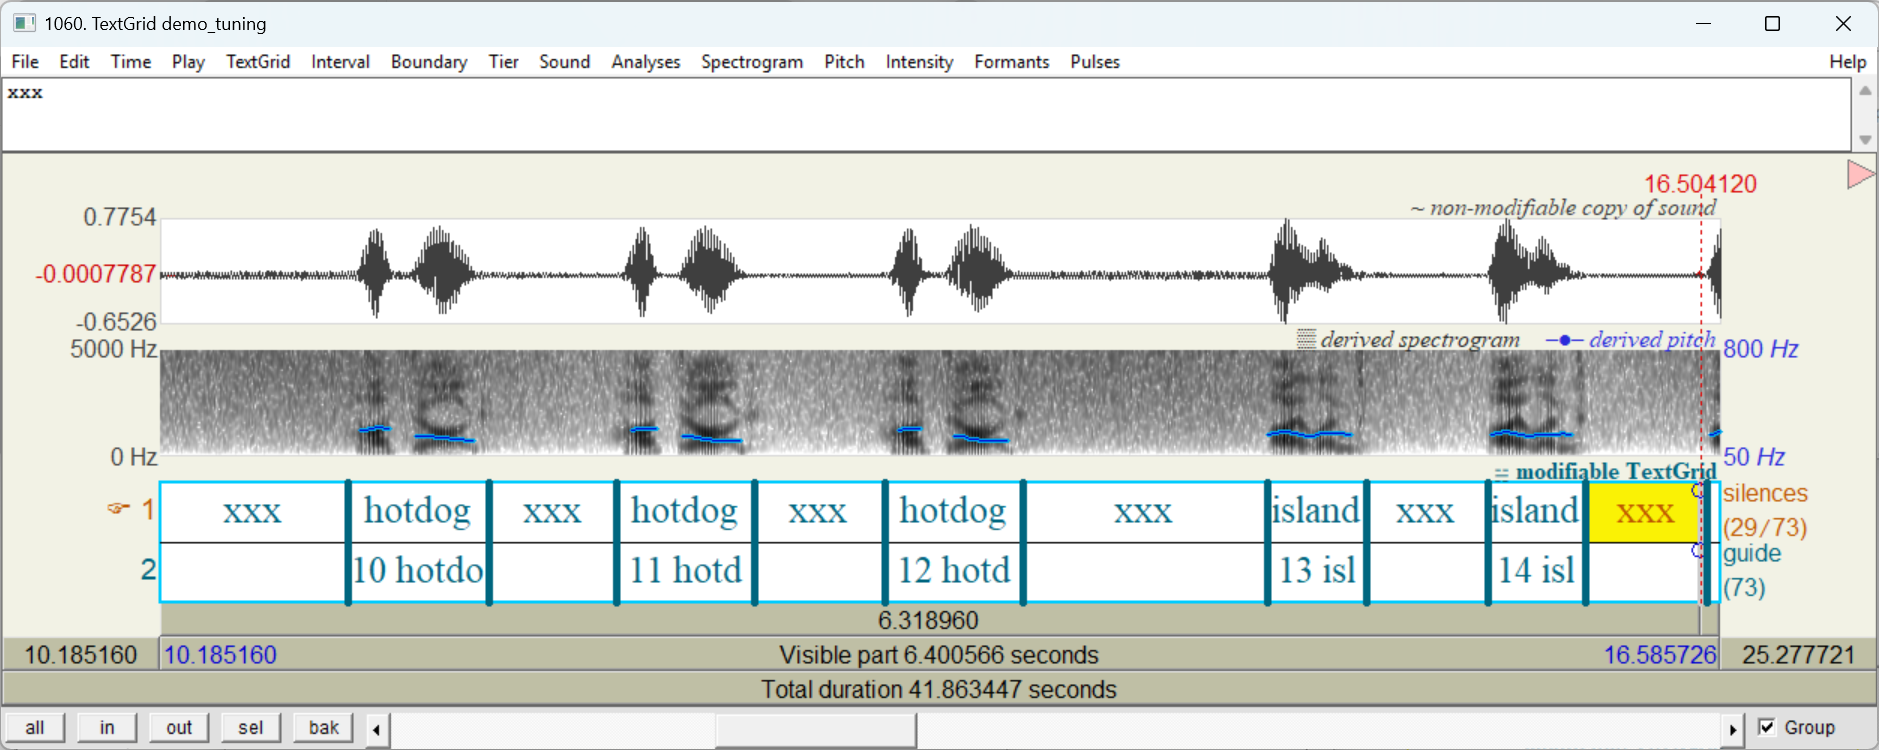 1060. TextGrid demo_tuning
File Edit Time Play TextGrid Interval Boundary Tier Sound Analyses Spectrogram Pitch Intensity Formants Pulses Help
xxx
16.504120
~ non-modifiable copy of sound
0.7754
-0.0007787
-0.6526
derived spectrogram derived pitch
5000 Hz 800 Hz
0 Hz 50 Hz
modifiable TextGrid
1 xxx hotdog xxx hotdog xxx hotdog xxx island xxx island xxx silences
(29/73)
2 10 hotdo 11 hotd 12 hotd 13 isl 14 isl guide
(73)
6.318960
10.185160 10.185160 Visible part 6.400566 seconds 16.585726 25.277721
Total duration 41.863447 seconds
all in out sel bak Group